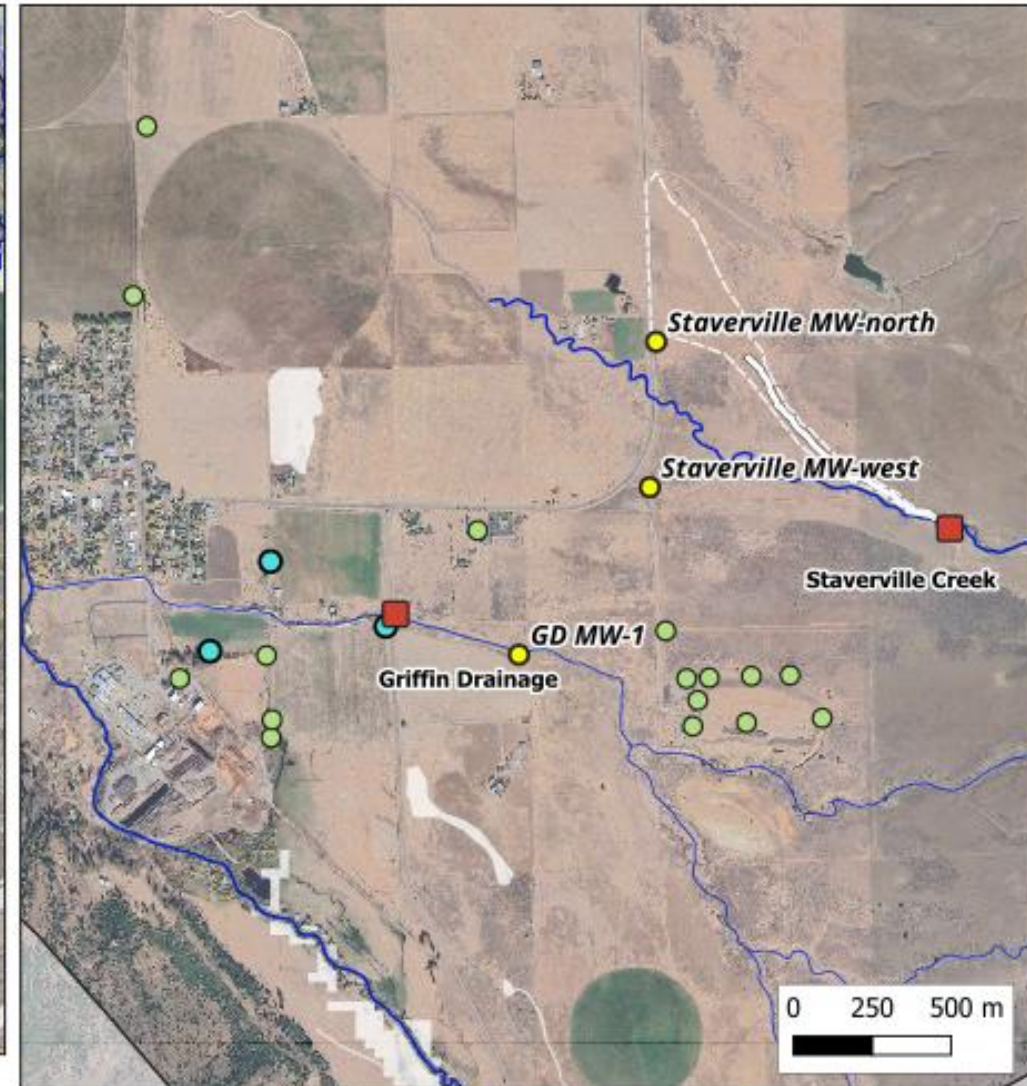 Staverville MW-north
Staverville MW-west
Staverville Creek
GD MW-1
Griffin Drainage
0 250 500 m